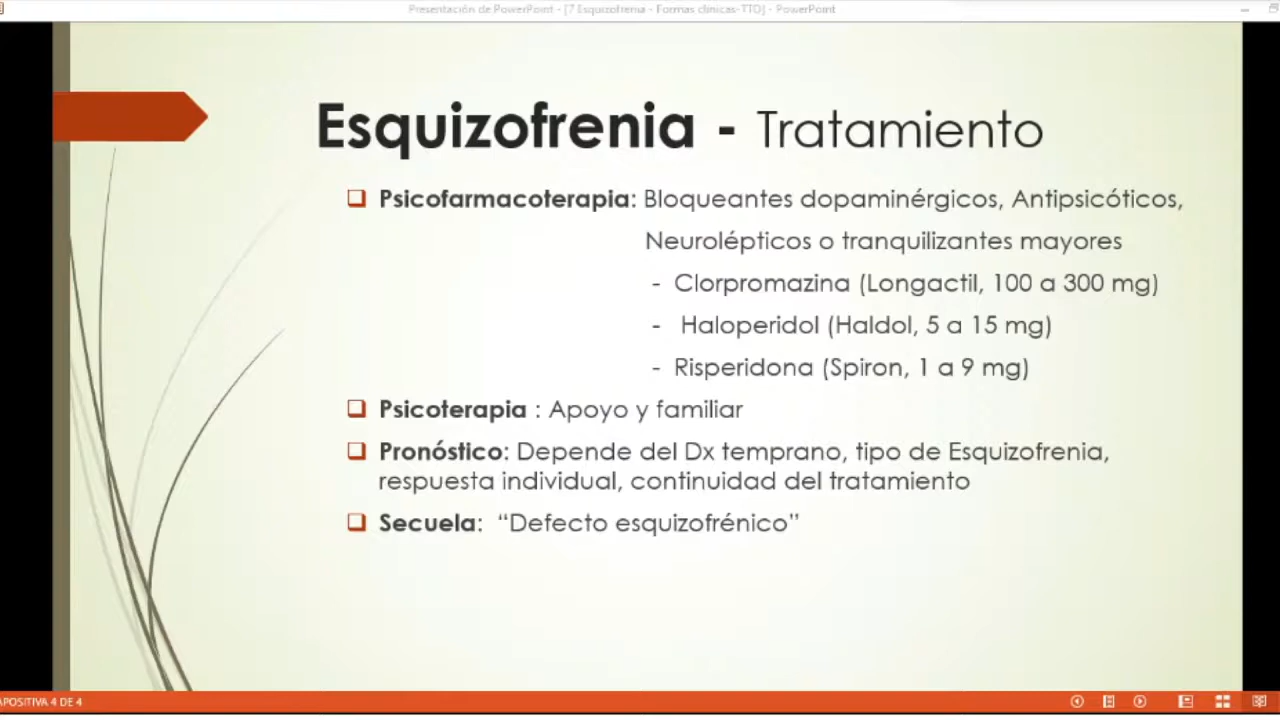 Presentación de PowerPoint - [7 Esquizofrenia - Formas clínicas-TTO] - PowerPoint
Esquizofrenia - Tratamiento
Psicofarmacoterapia: Bloqueantes dopaminérgicos, Antipsicóticos,
Neurolépticos o tranquilizantes mayores
- Clorpromazina (Longactil, 100 a 300 mg)
- Haloperidol (Haldol, 5 a 15 mg)
- Risperidona (Spiron, 1 a 9 mg)
Psicoterapia : Apoyo y familiar
Pronóstico: Depende del Dx temprano, tipo de Esquizofrenia,
respuesta individual, continuidad del tratamiento
Secuela: “Defecto esquizofrénico”
APOSITIVA 4 DE 4